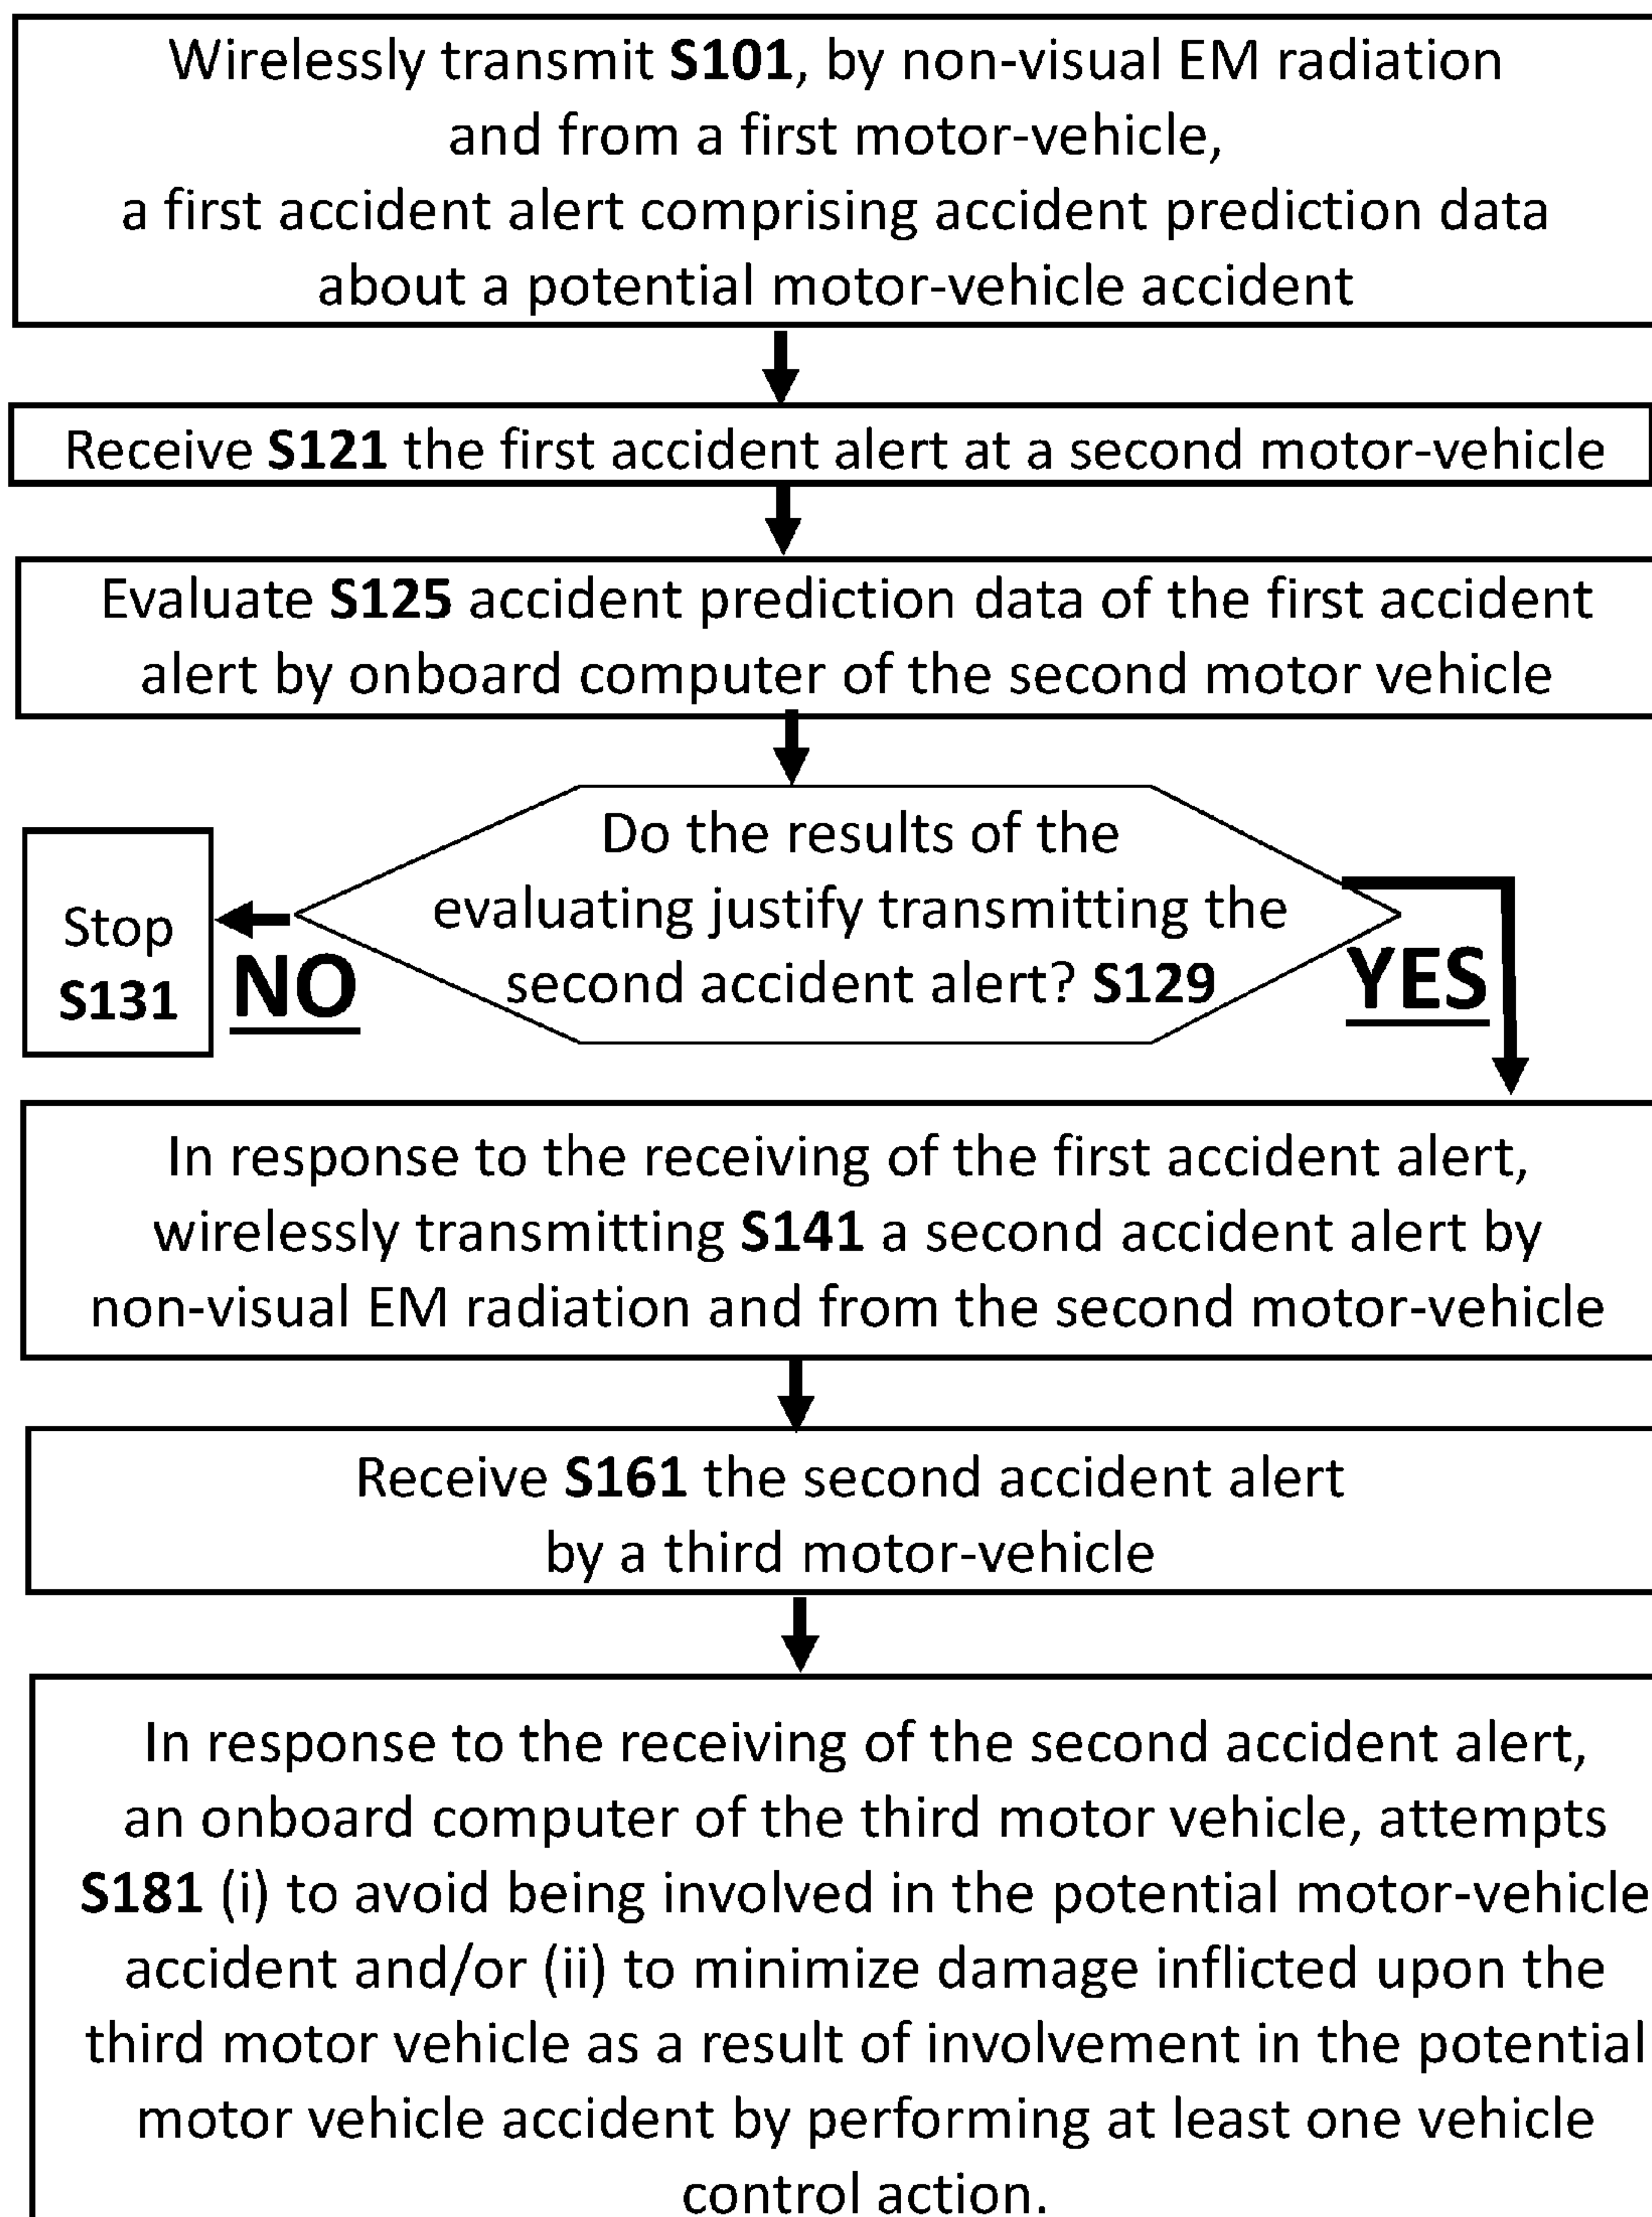 Wirelessly transmit S101, by non-visual EM radiation
and from a first motor-vehicle,
a first accident alert comprising accident prediction data
about a potential motor-vehicle accident
Receive S121 the first accident alert at a second motor-vehicle
Evaluate S125 accident prediction data of the first accident
alert by onboard computer of the second motor vehicle
Do the results of the
evaluating justify transmitting the
second accident alert? S129
Stop
S131
NO
YES
In response to the receiving of the first accident alert,
wirelessly transmitting S141 a second accident alert by
non-visual EM radiation and from the second motor-vehicle
Receive S161 the second accident alert
by a third motor-vehicle
In response to the receiving of the second accident alert,
an onboard computer of the third motor vehicle, attempts
S181 (i) to avoid being involved in the potential motor-vehicle
accident and/or (ii) to minimize damage inflicted upon the
third motor vehicle as a result of involvement in the potential
motor vehicle accident by performing at least one vehicle
control action.